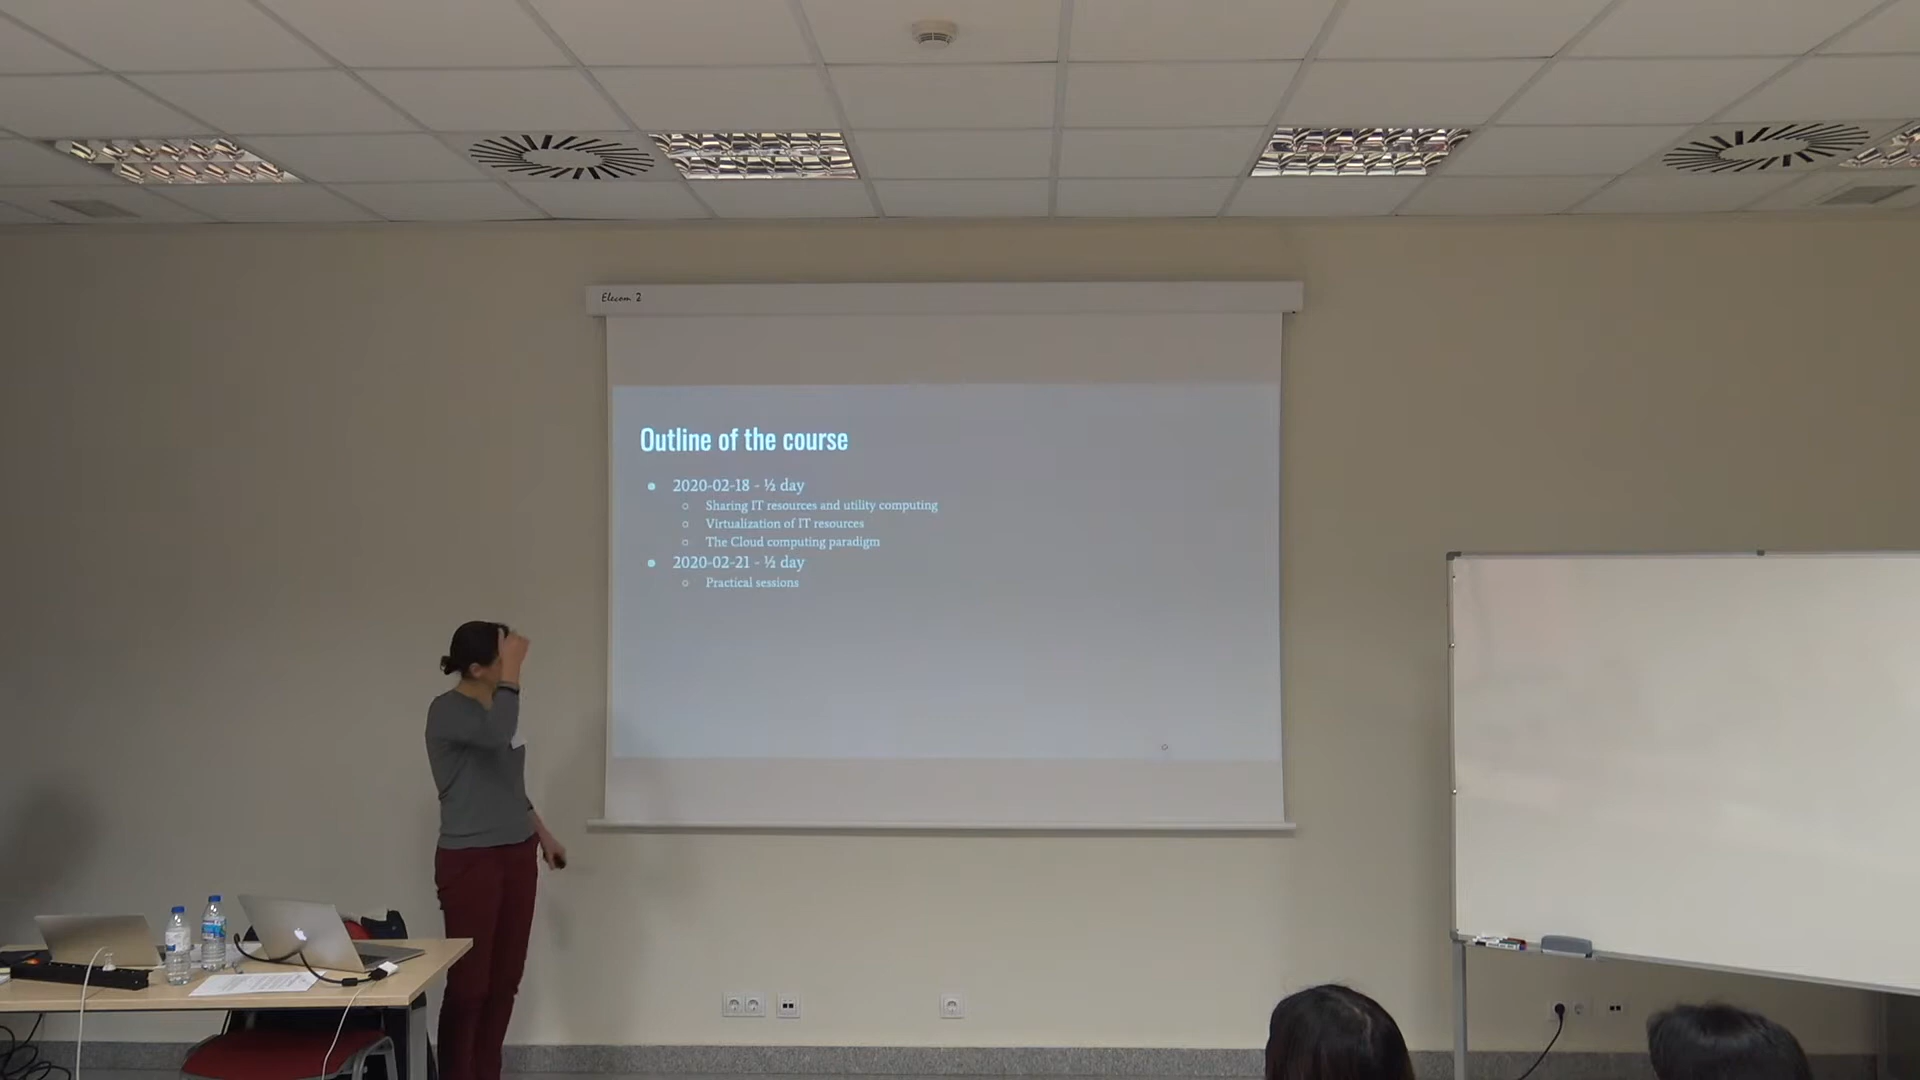 Elecom 2
Outline of the course
● 2020-02-18 - ½ day
○ Sharing IT resources and utility computing
○ Virtualization of IT resources
○ The Cloud computing paradigm
● 2020-02-21 - ½ day
○ Practical sessions